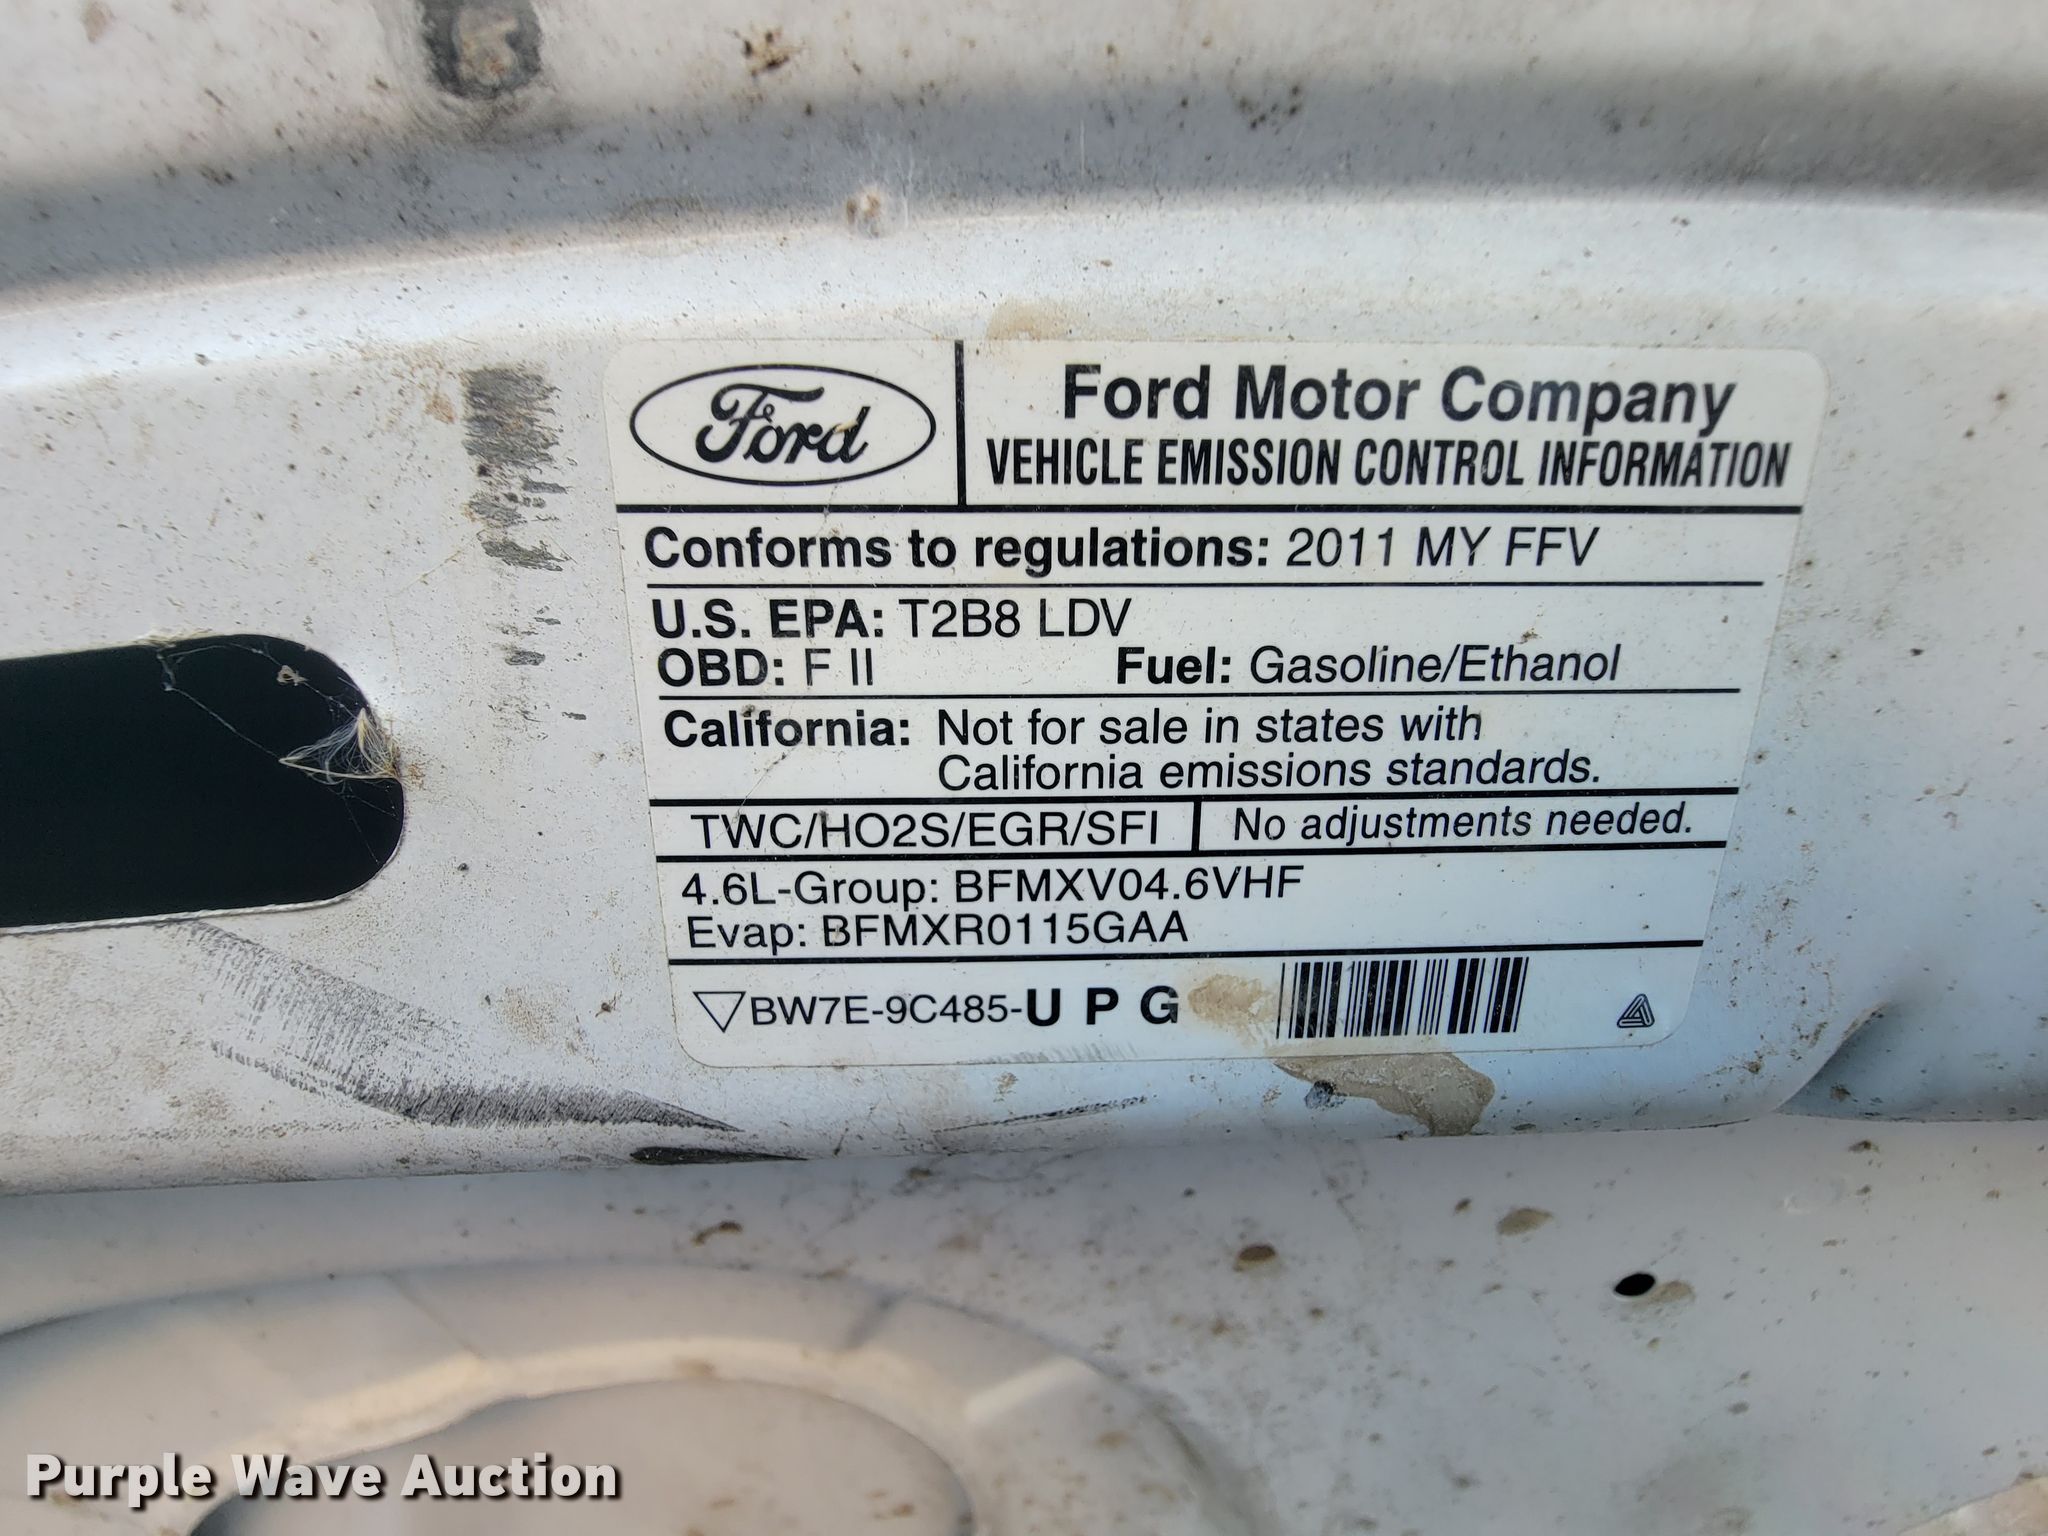 Ford
Ford Motor Company
VEHICLE EMISSION CONTROL INFORMATION
Conforms to regulations: 2011 MY FFV
U.S. EPA: T2B8 LDV
OBD: F II Fuel: Gasoline/Ethanol
California: Not for sale in states with
California emissions standards.
TWC/HO2S/EGR/SFI No adjustments needed.
4.6L-Group: BFMXV04.6VHF
Evap: BFMXR0115GAA
BW7E-9C485-U P G
Purple Wave Auction